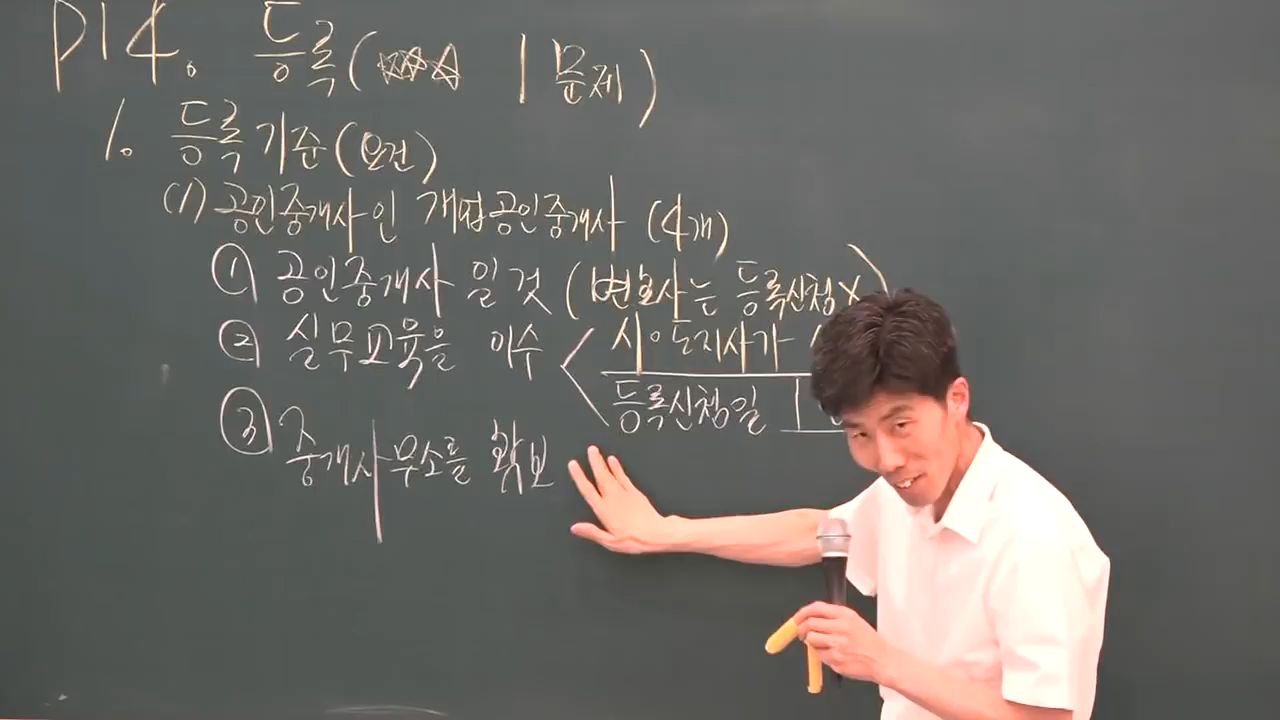 P14. 등록(☆☆☆ 1문제)
1. 등록기준(요건)
(1) 공인중개사인 개업공인중개사 (4개)
① 공인중개사 일것 (변호사는 등록신청×)
② 실무교육을 이수 < 시·도지사가
등록신청일 1
③ 중개사무소를 확보